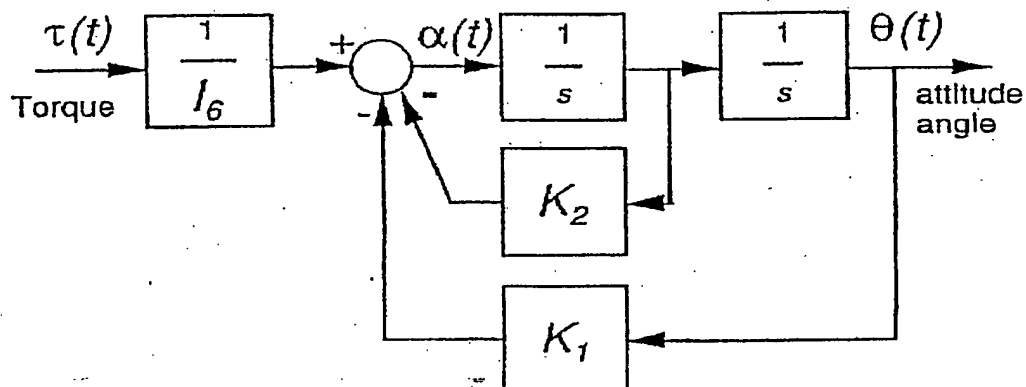 τ(t)
Torque
1
I6
+
-
-
α(t)
1
s
1
s
θ(t)
attitude
angle
K2
K1